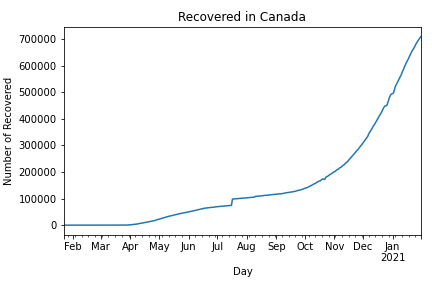 Recovered in Canada
Number of Recovered
700000
600000
500000
400000
300000
200000
100000
0
Feb Mar Apr May Jun Jul Aug Sep Oct Nov Dec Jan
2021
Day